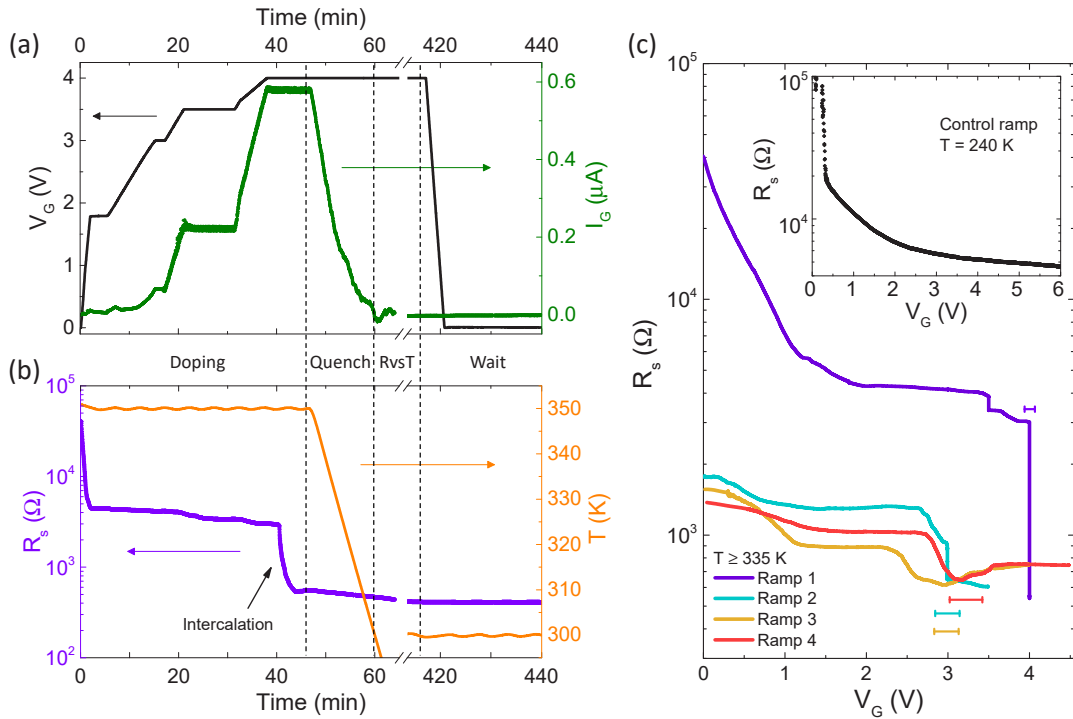 (a)
Time (min)
0 20 40 60 420 440
4
3
2
1
0
V_G (V)
0.6
0.4
0.2
0.0
I_G (μA)
Doping Quench RvsT Wait
(b)
10^5
10^4
10^3
10^2
R_s (Ω)
350
340
330
320
310
300
T (K)
Intercalation
0 20 40 60 420 440
Time (min)
(c)
10^5
10^4
10^3
R_s (Ω)
10^5
10^4
R_s (Ω)
Control ramp
T = 240 K
0 1 2 3 4 5 6
V_G (V)
T ≥ 335 K
Ramp 1
Ramp 2
Ramp 3
Ramp 4
0 1 2 3 4
V_G (V)